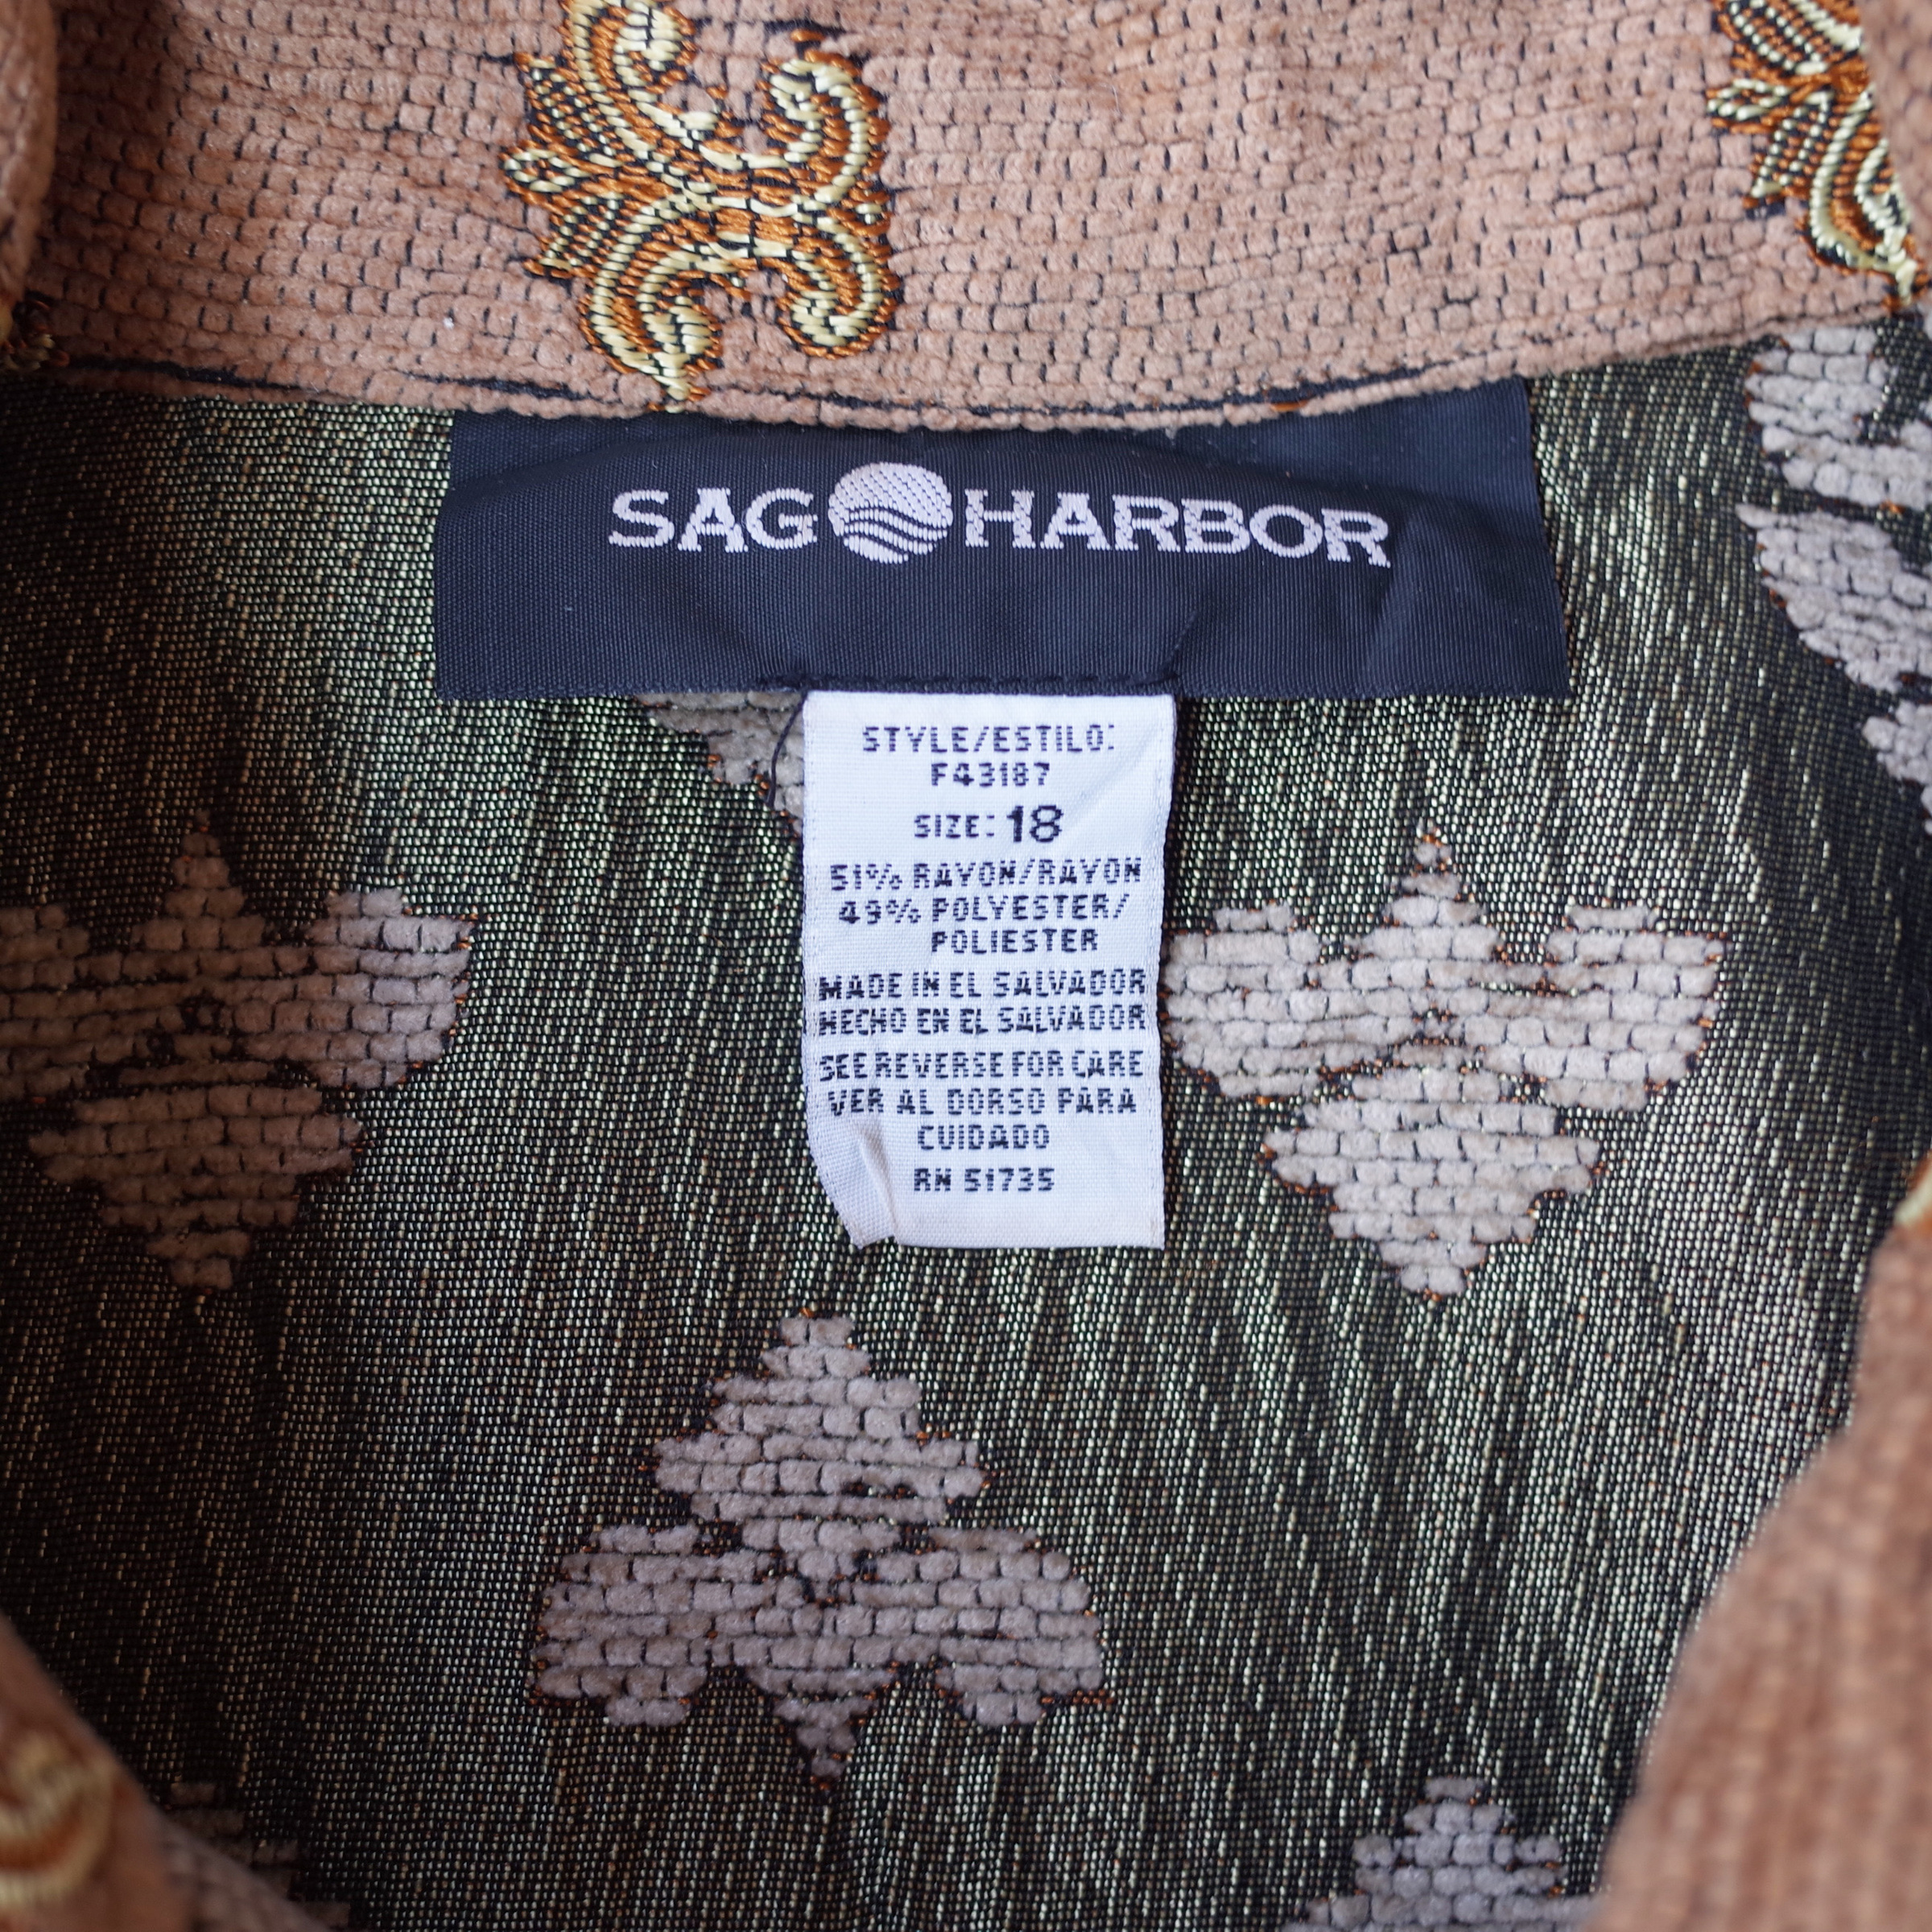 SAG HARBOR
STYLE/ESTILO:
F43187
SIZE: 18
51% RAYON/RAYON
49% POLYESTER/
POLIESTER
MADE IN EL SALVADOR
HECHO EN EL SALVADOR
SEE REVERSE FOR CARE
VER AL DORSO PARA
CUIDADO
RN 51735